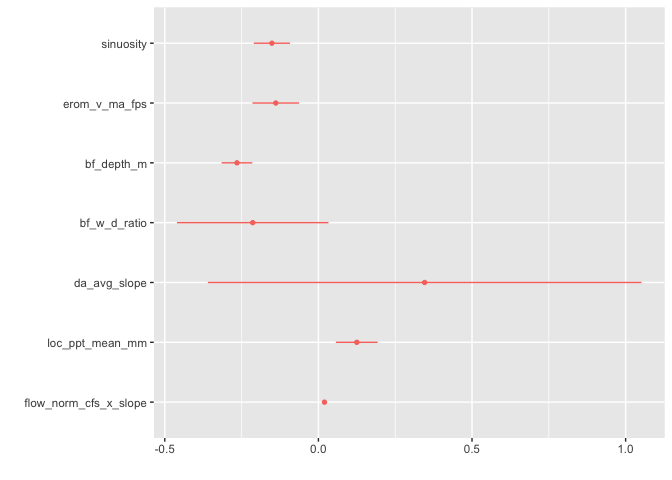 sinuosity
erom_v_ma_fps
bf_depth_m
bf_w_d_ratio
da_avg_slope
loc_ppt_mean_mm
flow_norm_cfs_x_slope
-0.5 0.0 0.5 1.0